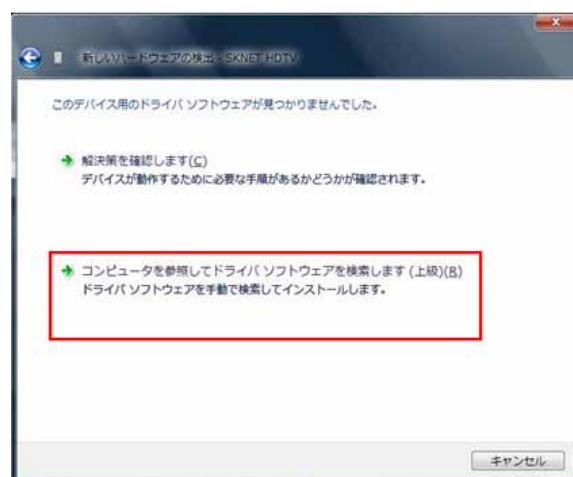 新しいハードウェアの検出 - SKNET HDTV
このデバイス用のドライバ ソフトウェアが見つかりませんでした。
解決策を確認します(C)
デバイスが動作するために必要な手順があるかどうかが確認されます。
コンピュータを参照してドライバ ソフトウェアを検索します (上級)(R)
ドライバ ソフトウェアを手動で検索してインストールします。
キャンセル